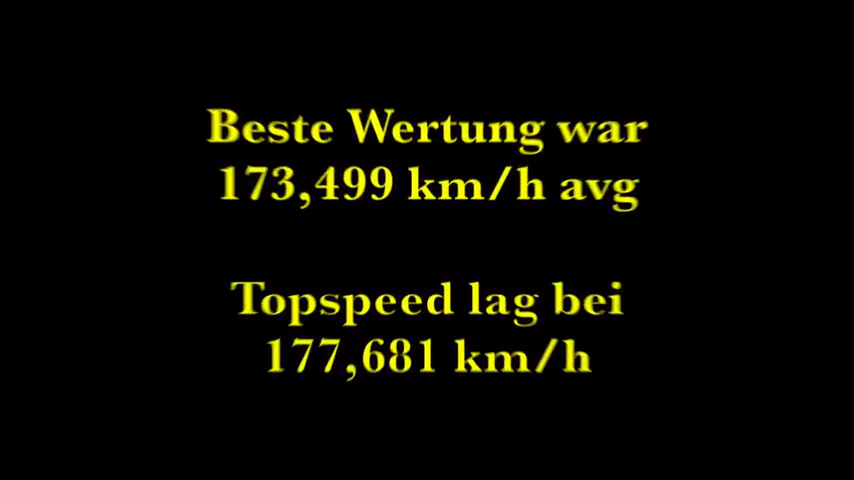 Beste Wertung war
173,499 km/h avg
Topspeed lag bei
177,681 km/h